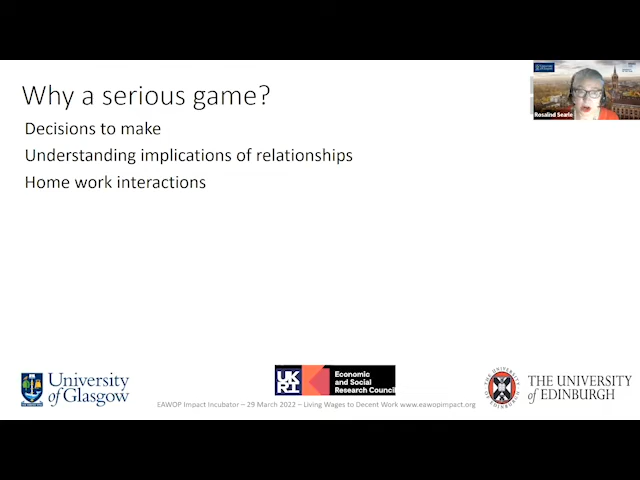 Why a serious game?
Decisions to make
Understanding implications of relationships
Home work interactions
Rosalind Searle
University
of Glasgow
UK
RI
Economic
and Social
Research Council
THE UNIVERSITY
of EDINBURGH
EAWOP Impact Incubator – 29 March 2022 – Living Wages to Decent Work www.eawopimpact.org